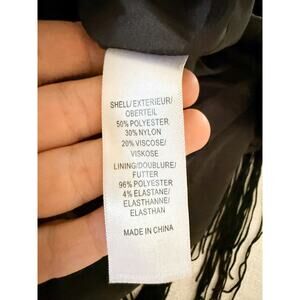 SHELL/EXTERIEUR/
OBERTEIL
50% POLYESTER
30% NYLON
20% VISCOSE/
VISKOSE
LINING/DOUBLURE/
FUTTER
96% POLYESTER
4% ELASTANE/
ELASTHANNE/
ELASTHAN
MADE IN CHINA